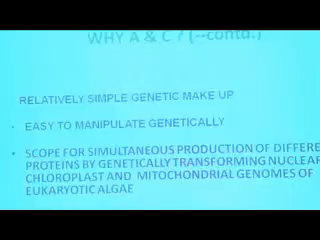 WHY A & C ? (--contd.)
RELATIVELY SIMPLE GENETIC MAKE UP
- EASY TO MANIPULATE GENETICALLY
• SCOPE FOR SIMULTANEOUS PRODUCTION OF DIFFERE
PROTEINS BY GENETICALLY TRANSFORMING NUCLEAR
CHLOROPLAST AND MITOCHONDRIAL GENOMES OF
EUKARYOTIC ALGAE